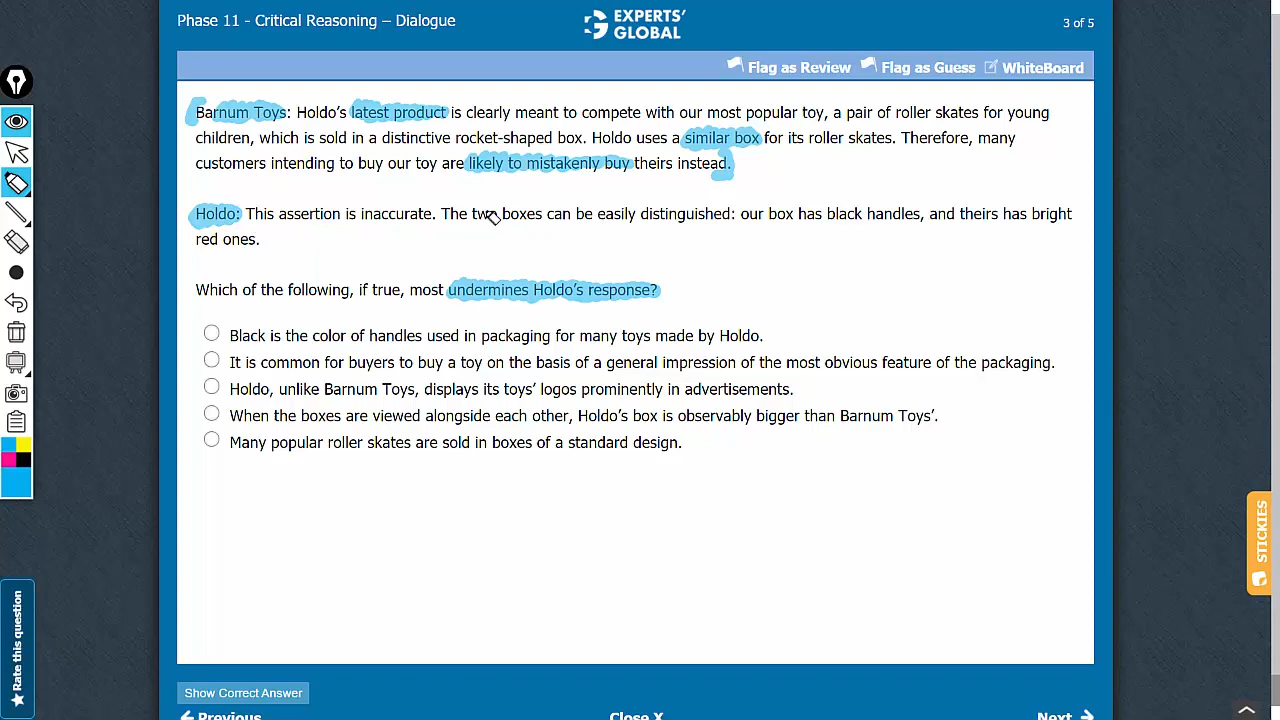 Phase 11 - Critical Reasoning – Dialogue
EXPERTS'
GLOBAL
3 of 5
Flag as Review
Flag as Guess
WhiteBoard
Barnum Toys: Holdo's latest product is clearly meant to compete with our most popular toy, a pair of roller skates for young
children, which is sold in a distinctive rocket-shaped box. Holdo uses a similar box for its roller skates. Therefore, many
customers intending to buy our toy are likely to mistakenly buy theirs instead.
Holdo: This assertion is inaccurate. The two boxes can be easily distinguished: our box has black handles, and theirs has bright
red ones.
Which of the following, if true, most undermines Holdo's response?
Black is the color of handles used in packaging for many toys made by Holdo.
It is common for buyers to buy a toy on the basis of a general impression of the most obvious feature of the packaging.
Holdo, unlike Barnum Toys, displays its toys' logos prominently in advertisements.
When the boxes are viewed alongside each other, Holdo's box is observably bigger than Barnum Toys'.
Many popular roller skates are sold in boxes of a standard design.
STICKIES
Rate this question
Show Correct Answer
Previous
Close X
Next